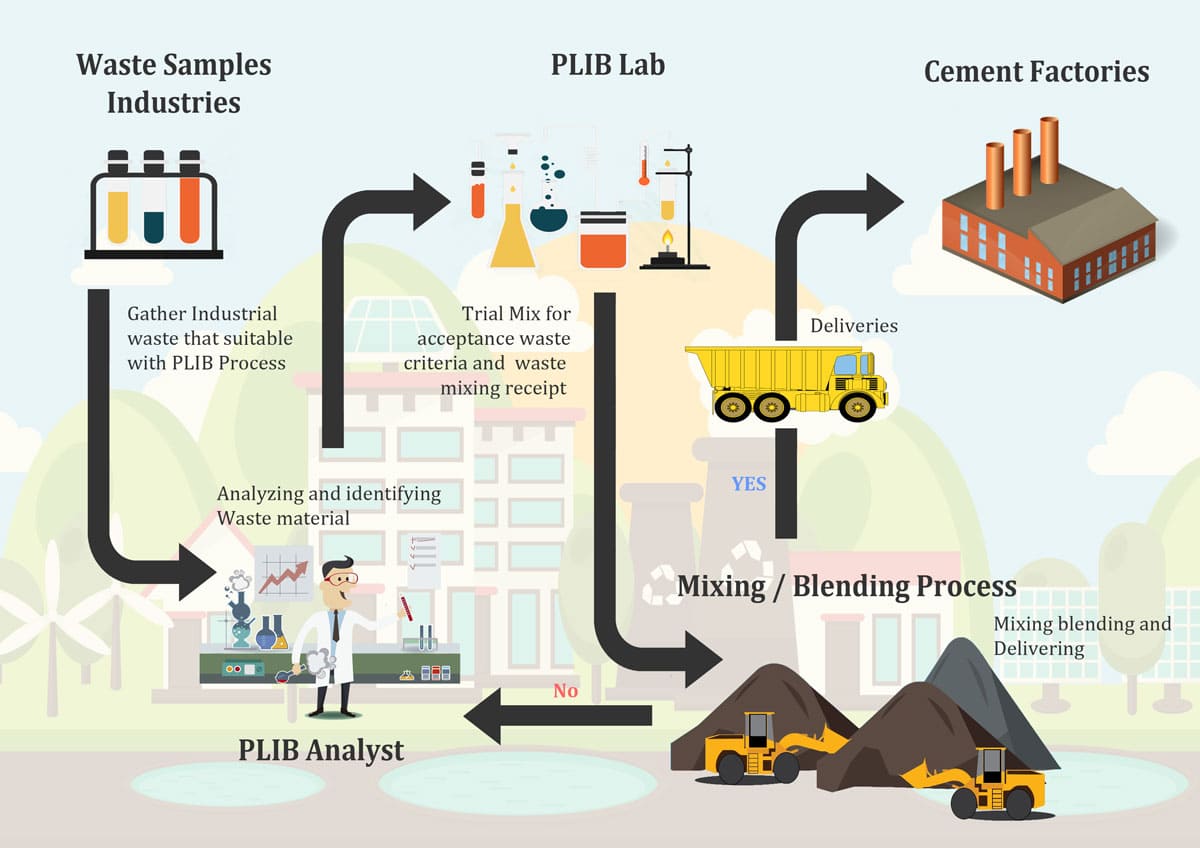 Waste Samples
Industries
PLIB Lab
Cement Factories
Gather Industrial
waste that suitable
with PLIB Process
Trial Mix for
acceptance waste
criteria and waste
mixing receipt
Deliveries
YES
Analyzing and identifying
Waste material
Mixing / Blending Process
Mixing blending and
Delivering
No
PLIB Analyst